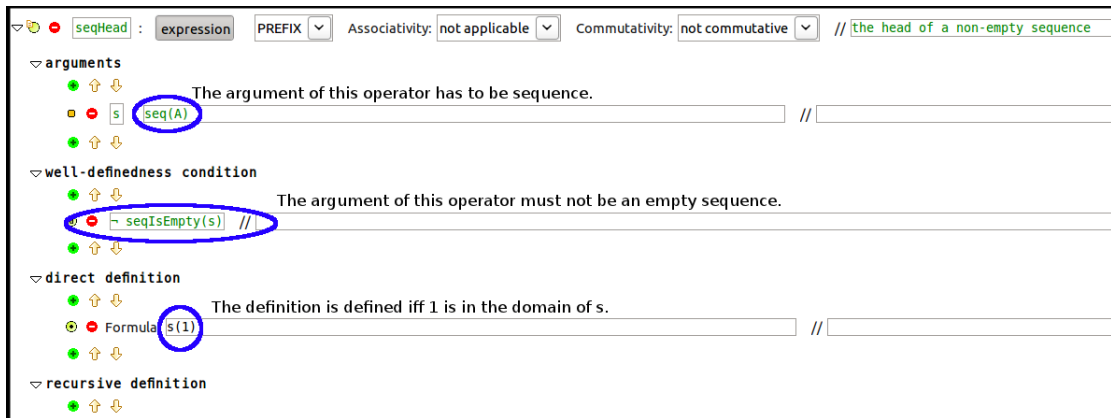 seqHead : expression PREFIX Associativity: not applicable Commutativity: not commutative // the head of a non-empty sequence
arguments
The argument of this operator has to be sequence.
s seq(A) //
well-definedness condition
The argument of this operator must not be an empty sequence.
¬ seqIsEmpty(s) //
direct definition
The definition is defined iff 1 is in the domain of s.
Formula s(1) //
recursive definition